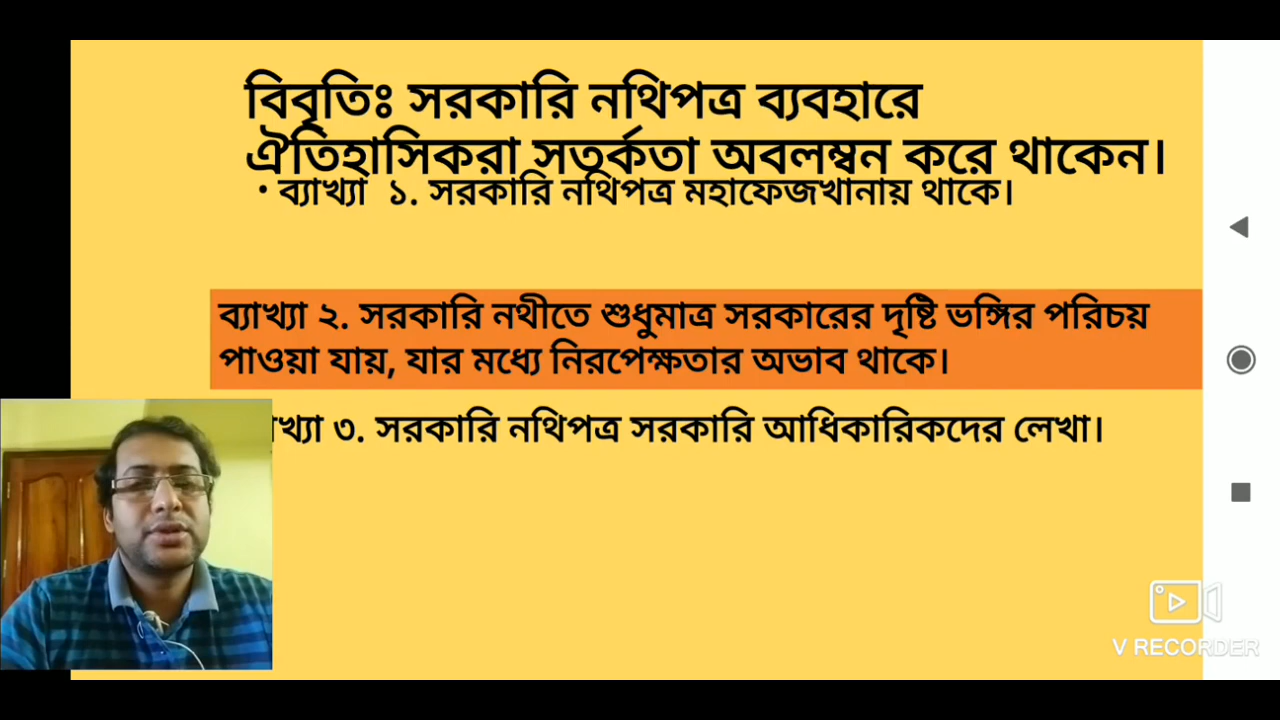 বিবৃতিঃ সরকারি নথিপত্র ব্যবহারে
ঐতিহাসিকরা সতর্কতা অবলম্বন করে থাকেন।
• ব্যাখ্যা ১. সরকারি নথিপত্র মহাফেজখানায় থাকে।
ব্যাখ্যা ২. সরকারি নথীতে শুধুমাত্র সরকারের দৃষ্টি ভঙ্গির পরিচয়
পাওয়া যায়, যার মধ্যে নিরপেক্ষতার অভাব থাকে।
৩. সরকারি নথিপত্র সরকারি আধিকারিকদের লেখা।
V RECORDER